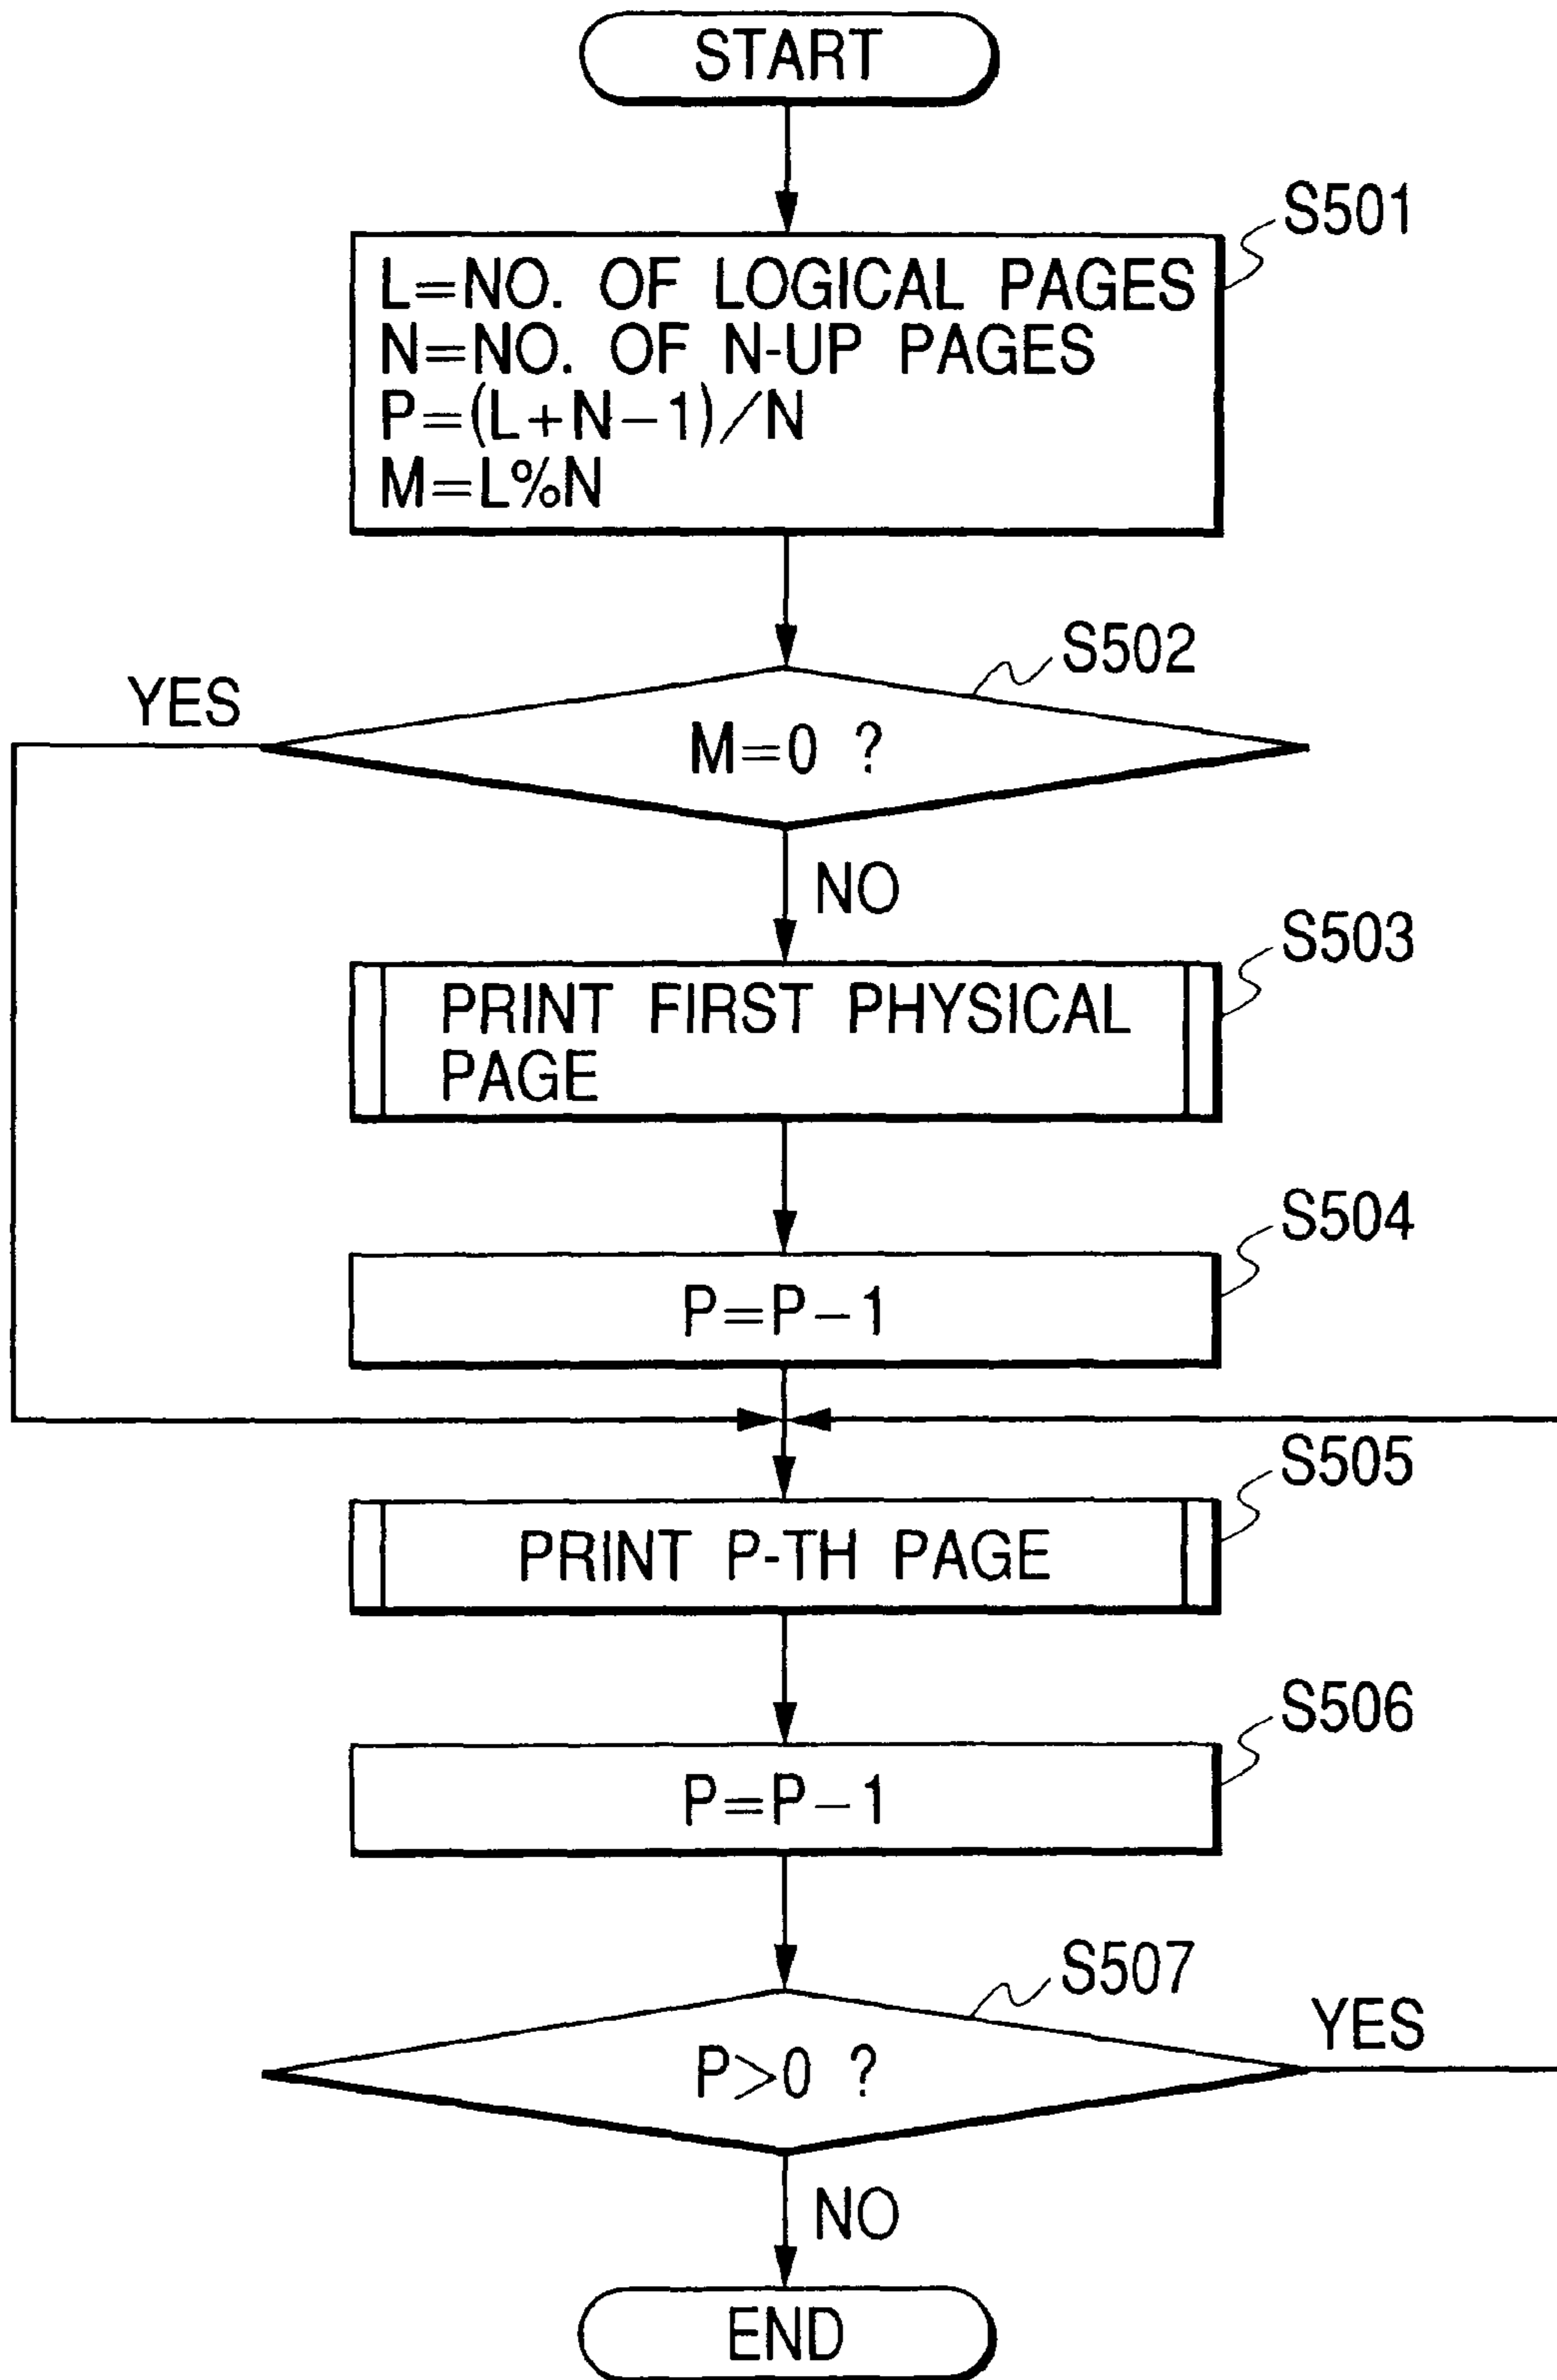 START
S501
L=NO. OF LOGICAL PAGES
N=NO. OF N-UP PAGES
P=(L+N-1)/N
M=L%N
S502
YES
M=0 ?
NO
S503
PRINT FIRST PHYSICAL
PAGE
S504
P=P-1
S505
PRINT P-TH PAGE
S506
P=P-1
S507
YES
P>0 ?
NO
END